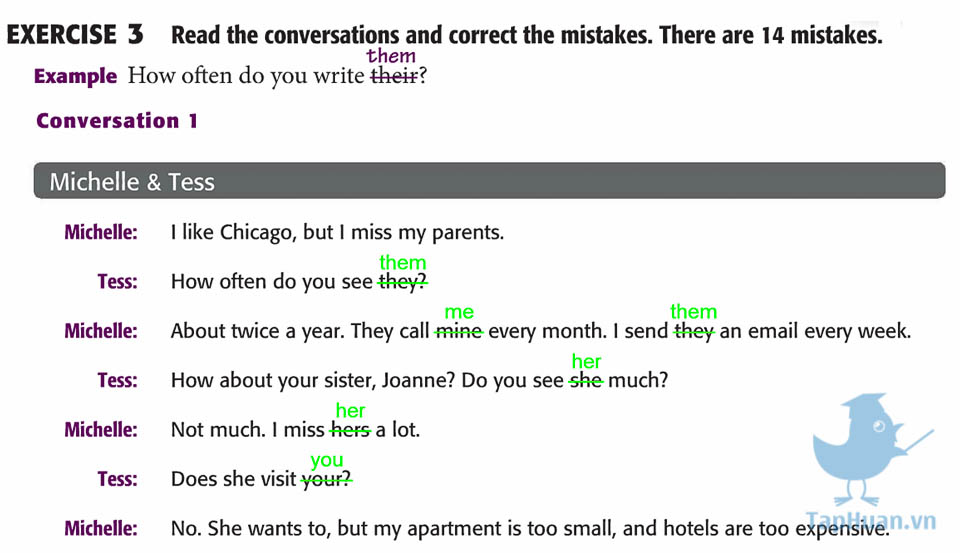 EXERCISE 3 Read the conversations and correct the mistakes. There are 14 mistakes.
them
Example How often do you write their?
Conversation 1
Michelle & Tess
Michelle: I like Chicago, but I miss my parents.
them
Tess: How often do you see they?
me them
Michelle: About twice a year. They call mine every month. I send they an email every week.
her
Tess: How about your sister, Joanne? Do you see she much?
her
Michelle: Not much. I miss hers a lot.
you
Tess: Does she visit your?
Michelle: No. She wants to, but my apartment is too small, and hotels are too expensive.
TapHuan.vn